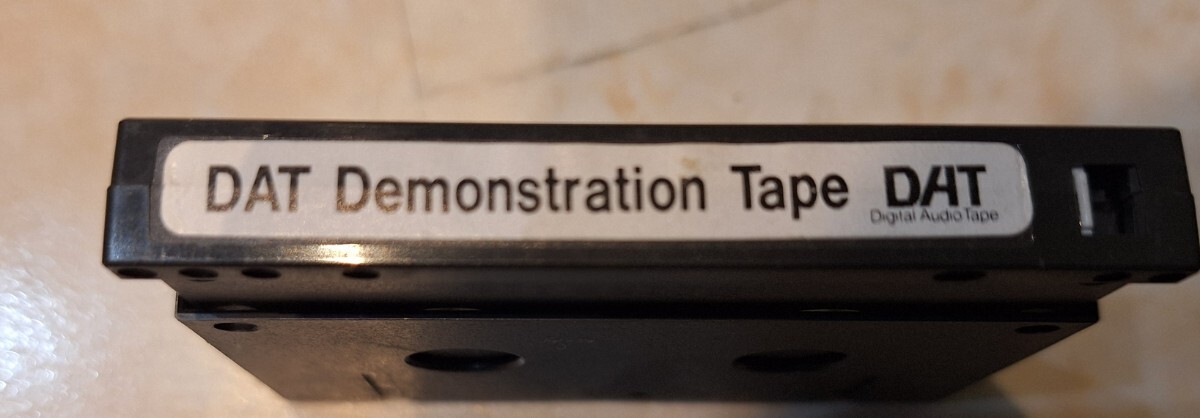 DAT Demonstration Tape DAT
Digital Audio Tape